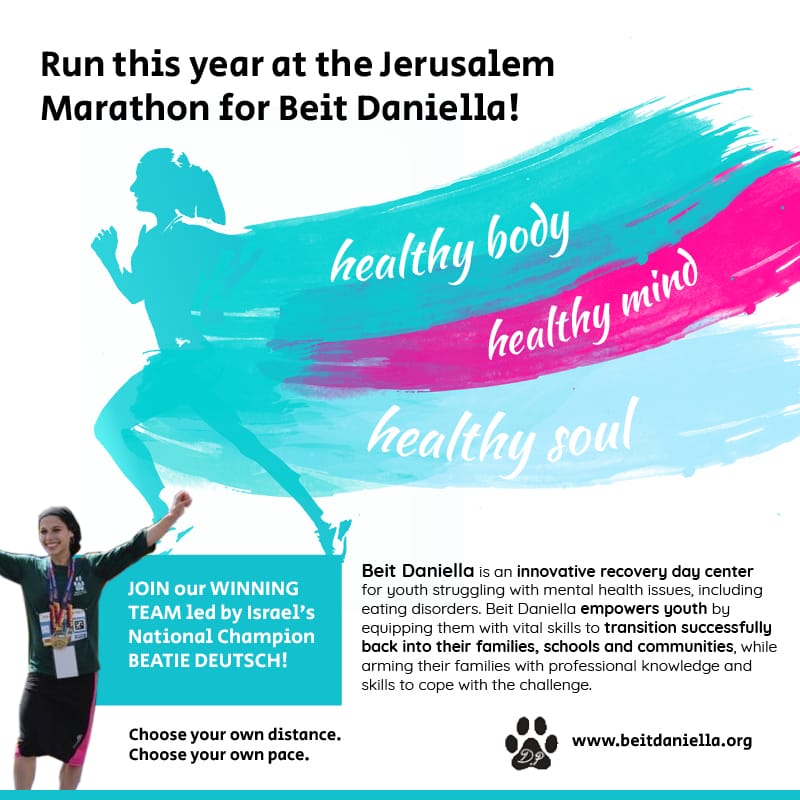 Run this year at the Jerusalem
Marathon for Beit Daniella!
healthy body
healthy mind
healthy soul
JOIN our WINNING
TEAM led by Israel's
National Champion
BEATIE DEUTSCH!
Beit Daniella is an innovative recovery day center
for youth struggling with mental health issues, including
eating disorders. Beit Daniella empowers youth by
equipping them with vital skills to transition successfully
back into their families, schools and communities, while
arming their families with professional knowledge and
skills to cope with the challenge.
Choose your own distance.
Choose your own pace.
D.P
www.beitdaniella.org